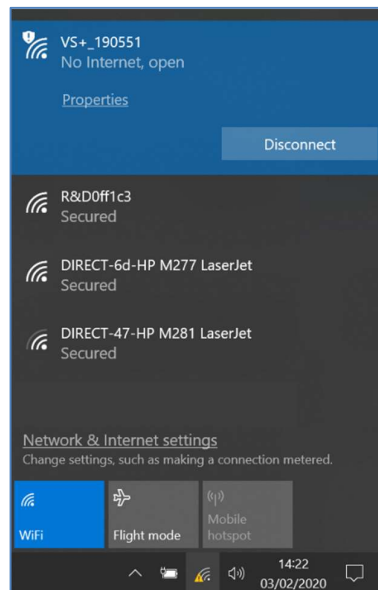 VS+_190551
No Internet, open
Properties
Disconnect
R&D0ff1c3
Secured
DIRECT-6d-HP M277 LaserJet
Secured
DIRECT-47-HP M281 LaserJet
Secured
Network & Internet settings
Change settings, such as making a connection metered.
WiFi
Flight mode
Mobile
hotspot
14:22
03/02/2020